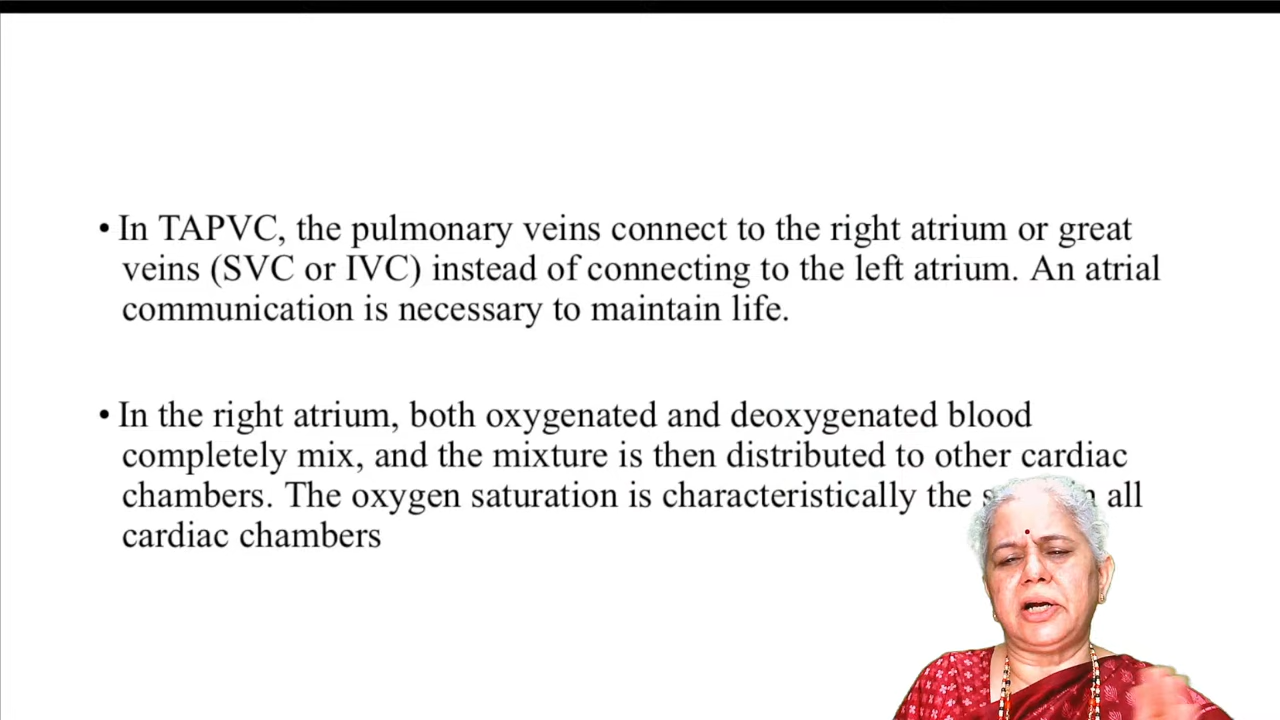 • In TAPVC, the pulmonary veins connect to the right atrium or great
veins (SVC or IVC) instead of connecting to the left atrium. An atrial
communication is necessary to maintain life.
• In the right atrium, both oxygenated and deoxygenated blood
completely mix, and the mixture is then distributed to other cardiac
chambers. The oxygen saturation is characteristically the all
cardiac chambers